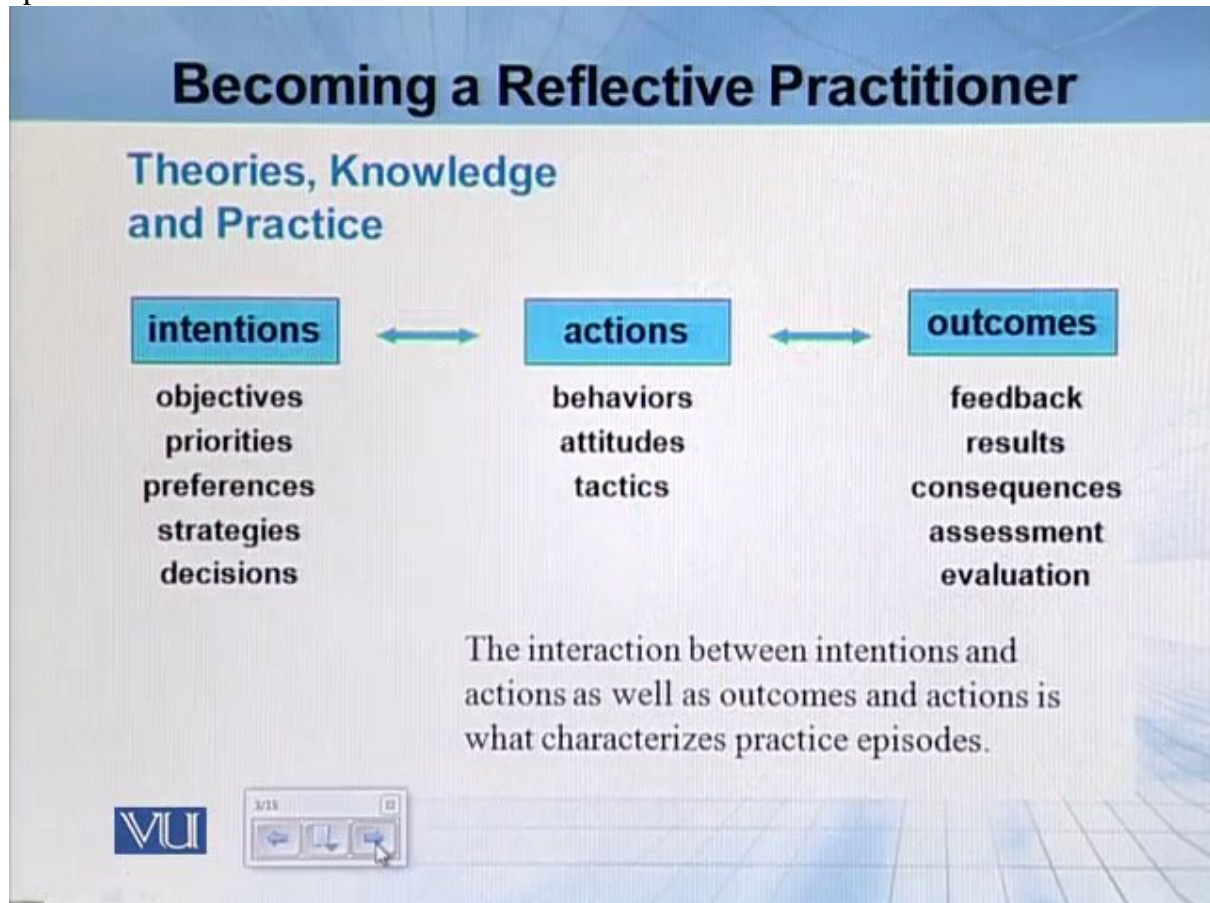 Becoming a Reflective Practitioner
Theories, Knowledge
and Practice
intentions
actions
outcomes
objectives
priorities
preferences
strategies
decisions
behaviors
attitudes
tactics
feedback
results
consequences
assessment
evaluation
The interaction between intentions and
actions as well as outcomes and actions is
what characterizes practice episodes.
VU